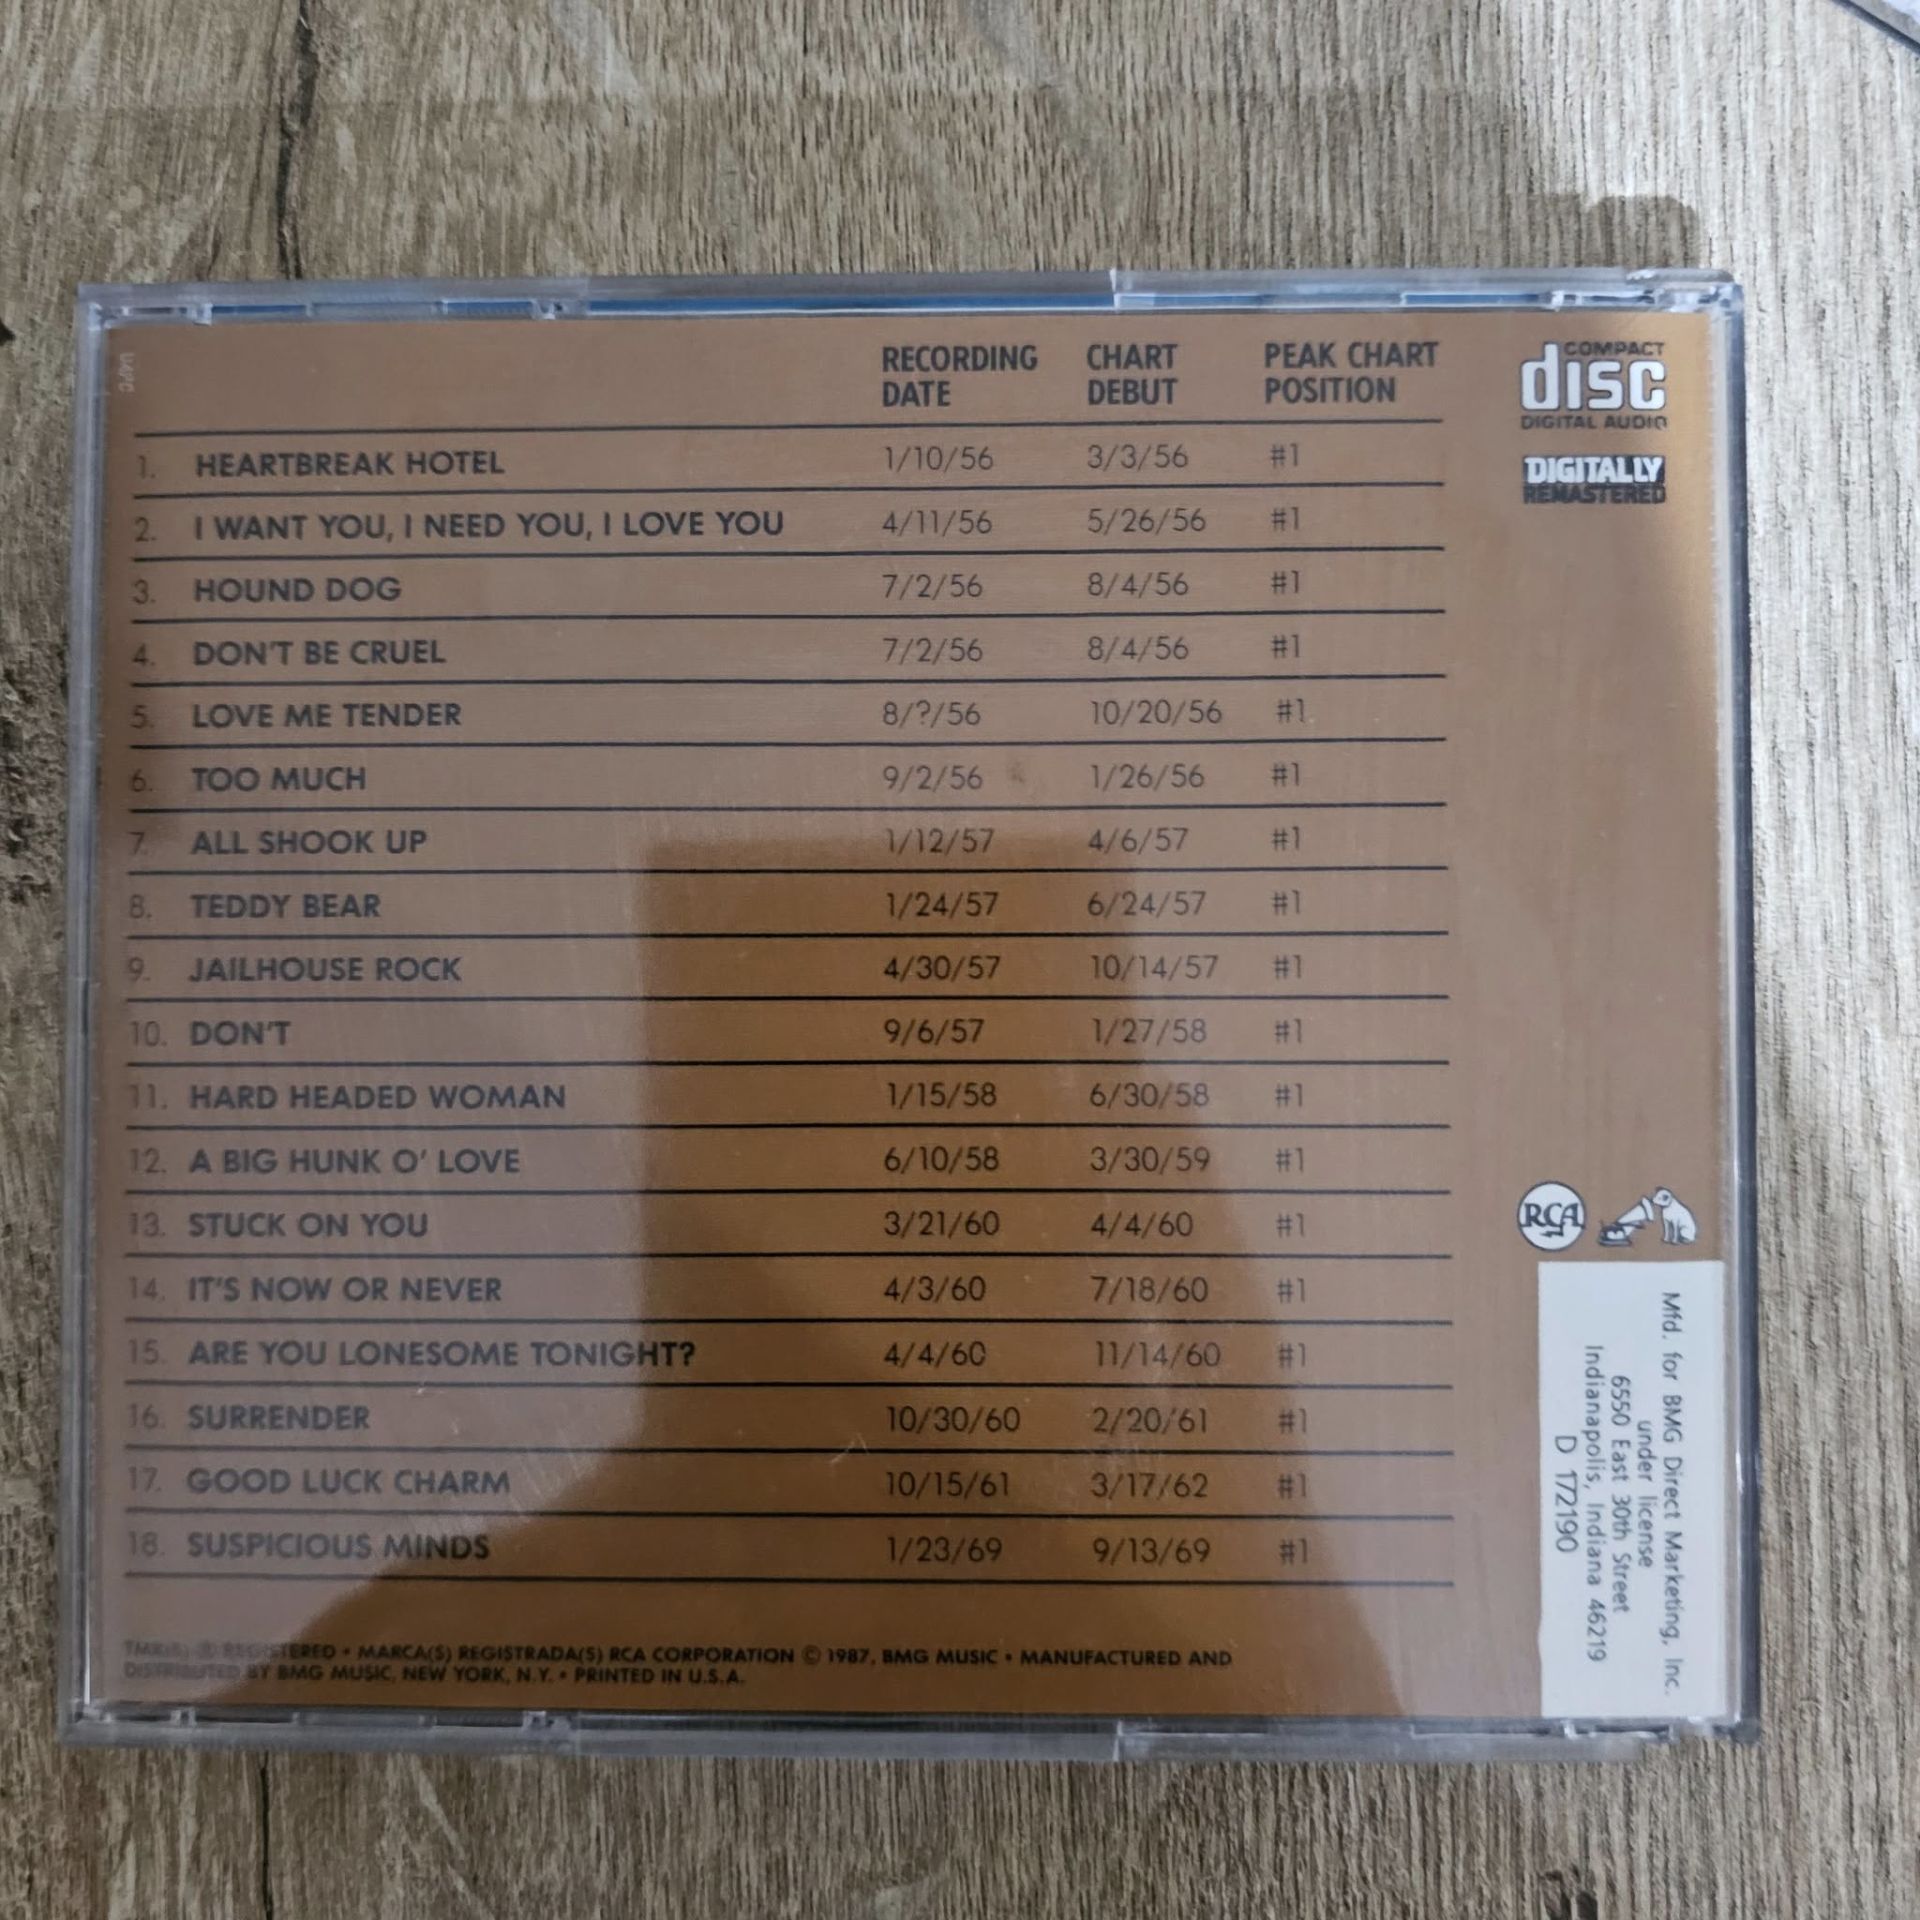 RECORDING DATE CHART DEBUT PEAK CHART POSITION
1. HEARTBREAK HOTEL 1/10/56 3/3/56 #1
2. I WANT YOU, I NEED YOU, I LOVE YOU 4/11/56 5/26/56 #1
3. HOUND DOG 7/2/56 8/4/56 #1
4. DON'T BE CRUEL 7/2/56 8/4/56 #1
5. LOVE ME TENDER 8/?/56 10/20/56 #1
6. TOO MUCH 9/2/56 1/26/56 #1
7. ALL SHOOK UP 1/12/57 4/6/57 #1
8. TEDDY BEAR 1/24/57 6/24/57 #1
9. JAILHOUSE ROCK 4/30/57 10/14/57 #1
10. DON'T 9/6/57 1/27/58 #1
11. HARD HEADED WOMAN 1/15/58 6/30/58 #1
12. A BIG HUNK O' LOVE 6/10/58 3/30/59 #1
13. STUCK ON YOU 3/21/60 4/4/60 #1
14. IT'S NOW OR NEVER 4/3/60 7/18/60 #1
15. ARE YOU LONESOME TONIGHT? 4/4/60 11/14/60 #1
16. SURRENDER 10/30/60 2/20/61 #1
17. GOOD LUCK CHARM 10/15/61 3/17/62 #1
18. SUSPICIOUS MINDS 1/23/69 9/13/69 #1
TMK(S) ® REGISTERED • MARCA(S) REGISTRADA(S) RCA CORPORATION © 1987, BMG MUSIC • MANUFACTURED AND
DISTRIBUTED BY BMG MUSIC, NEW YORK, N.Y. • PRINTED IN U.S.A.
COMPACT
disc
DIGITAL AUDIO
DIGITALLY
REMASTERED
RCA
Mfd. for BMG Direct Marketing, Inc.
under license
6550 East 30th Street
Indianapolis, Indiana 46219
D 172190